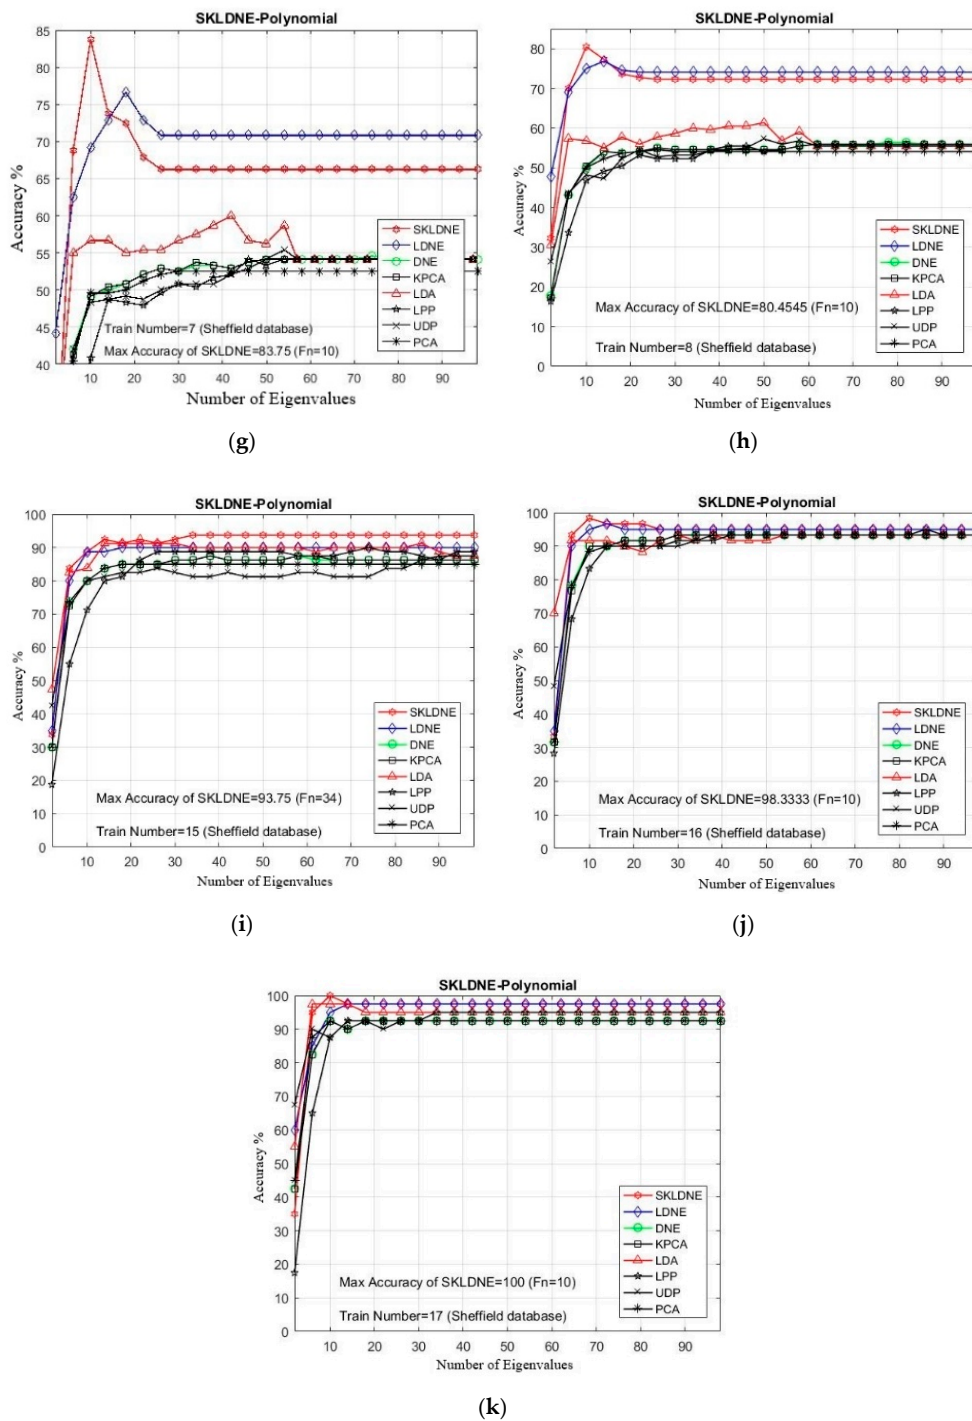 SKLDNE-Polynomial
85
80
75
70
65
60
55
50
45
40
Accuracy %
10 20 30 40 50 60 70 80 90
Number of Eigenvalues
SKLDNE
LDNE
DNE
KPCA
LDA
LPP
UDP
PCA
Train Number=7 (Sheffield database)
Max Accuracy of SKLDNE=83.75 (Fn=10)
(g)
SKLDNE-Polynomial
80
70
60
50
40
30
20
10
0
Accuracy %
10 20 30 40 50 60 70 80 90
Number of Eigenvalues
SKLDNE
LDNE
DNE
KPCA
LDA
LPP
UDP
PCA
Max Accuracy of SKLDNE=80.4545 (Fn=10)
Train Number=8 (Sheffield database)
(h)
SKLDNE-Polynomial
100
90
80
70
60
50
40
30
20
10
0
Accuracy %
10 20 30 40 50 60 70 80 90
Number of Eigenvalues
SKLDNE
LDNE
DNE
KPCA
LDA
LPP
UDP
PCA
Max Accuracy of SKLDNE=93.75 (Fn=34)
Train Number=15 (Sheffield database)
(i)
SKLDNE-Polynomial
100
90
80
70
60
50
40
30
20
10
0
Accuracy %
10 20 30 40 50 60 70 80 90
Number of Eigenvalues
SKLDNE
LDNE
DNE
KPCA
LDA
LPP
UDP
PCA
Max Accuracy of SKLDNE=98.3333 (Fn=10)
Train Number=16 (Sheffield database)
(j)
SKLDNE-Polynomial
100
90
80
70
60
50
40
30
20
10
0
Accuracy %
10 20 30 40 50 60 70 80 90
Number of Eigenvalues
SKLDNE
LDNE
DNE
KPCA
LDA
LPP
UDP
PCA
Max Accuracy of SKLDNE=100 (Fn=10)
Train Number=17 (Sheffield database)
(k)